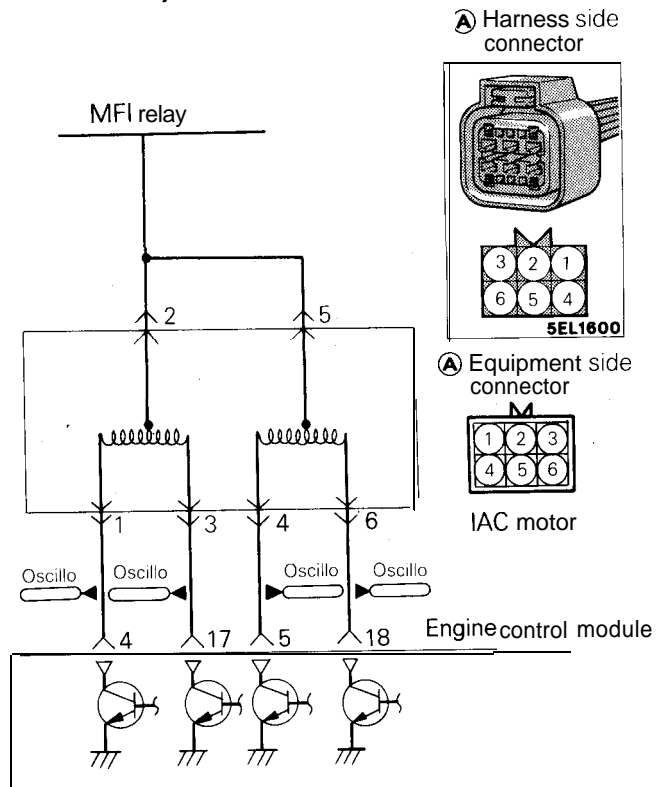 Ⓐ Harness side
connector
MFI relay
3 2 1
6 5 4
5EL1600
2 5
Ⓐ Equipment side
connector
1 2 3
4 5 6
IAC motor
1 3 4 6
Oscillo Oscillo Oscillo Oscillo
4 17 5 18
Engine control module